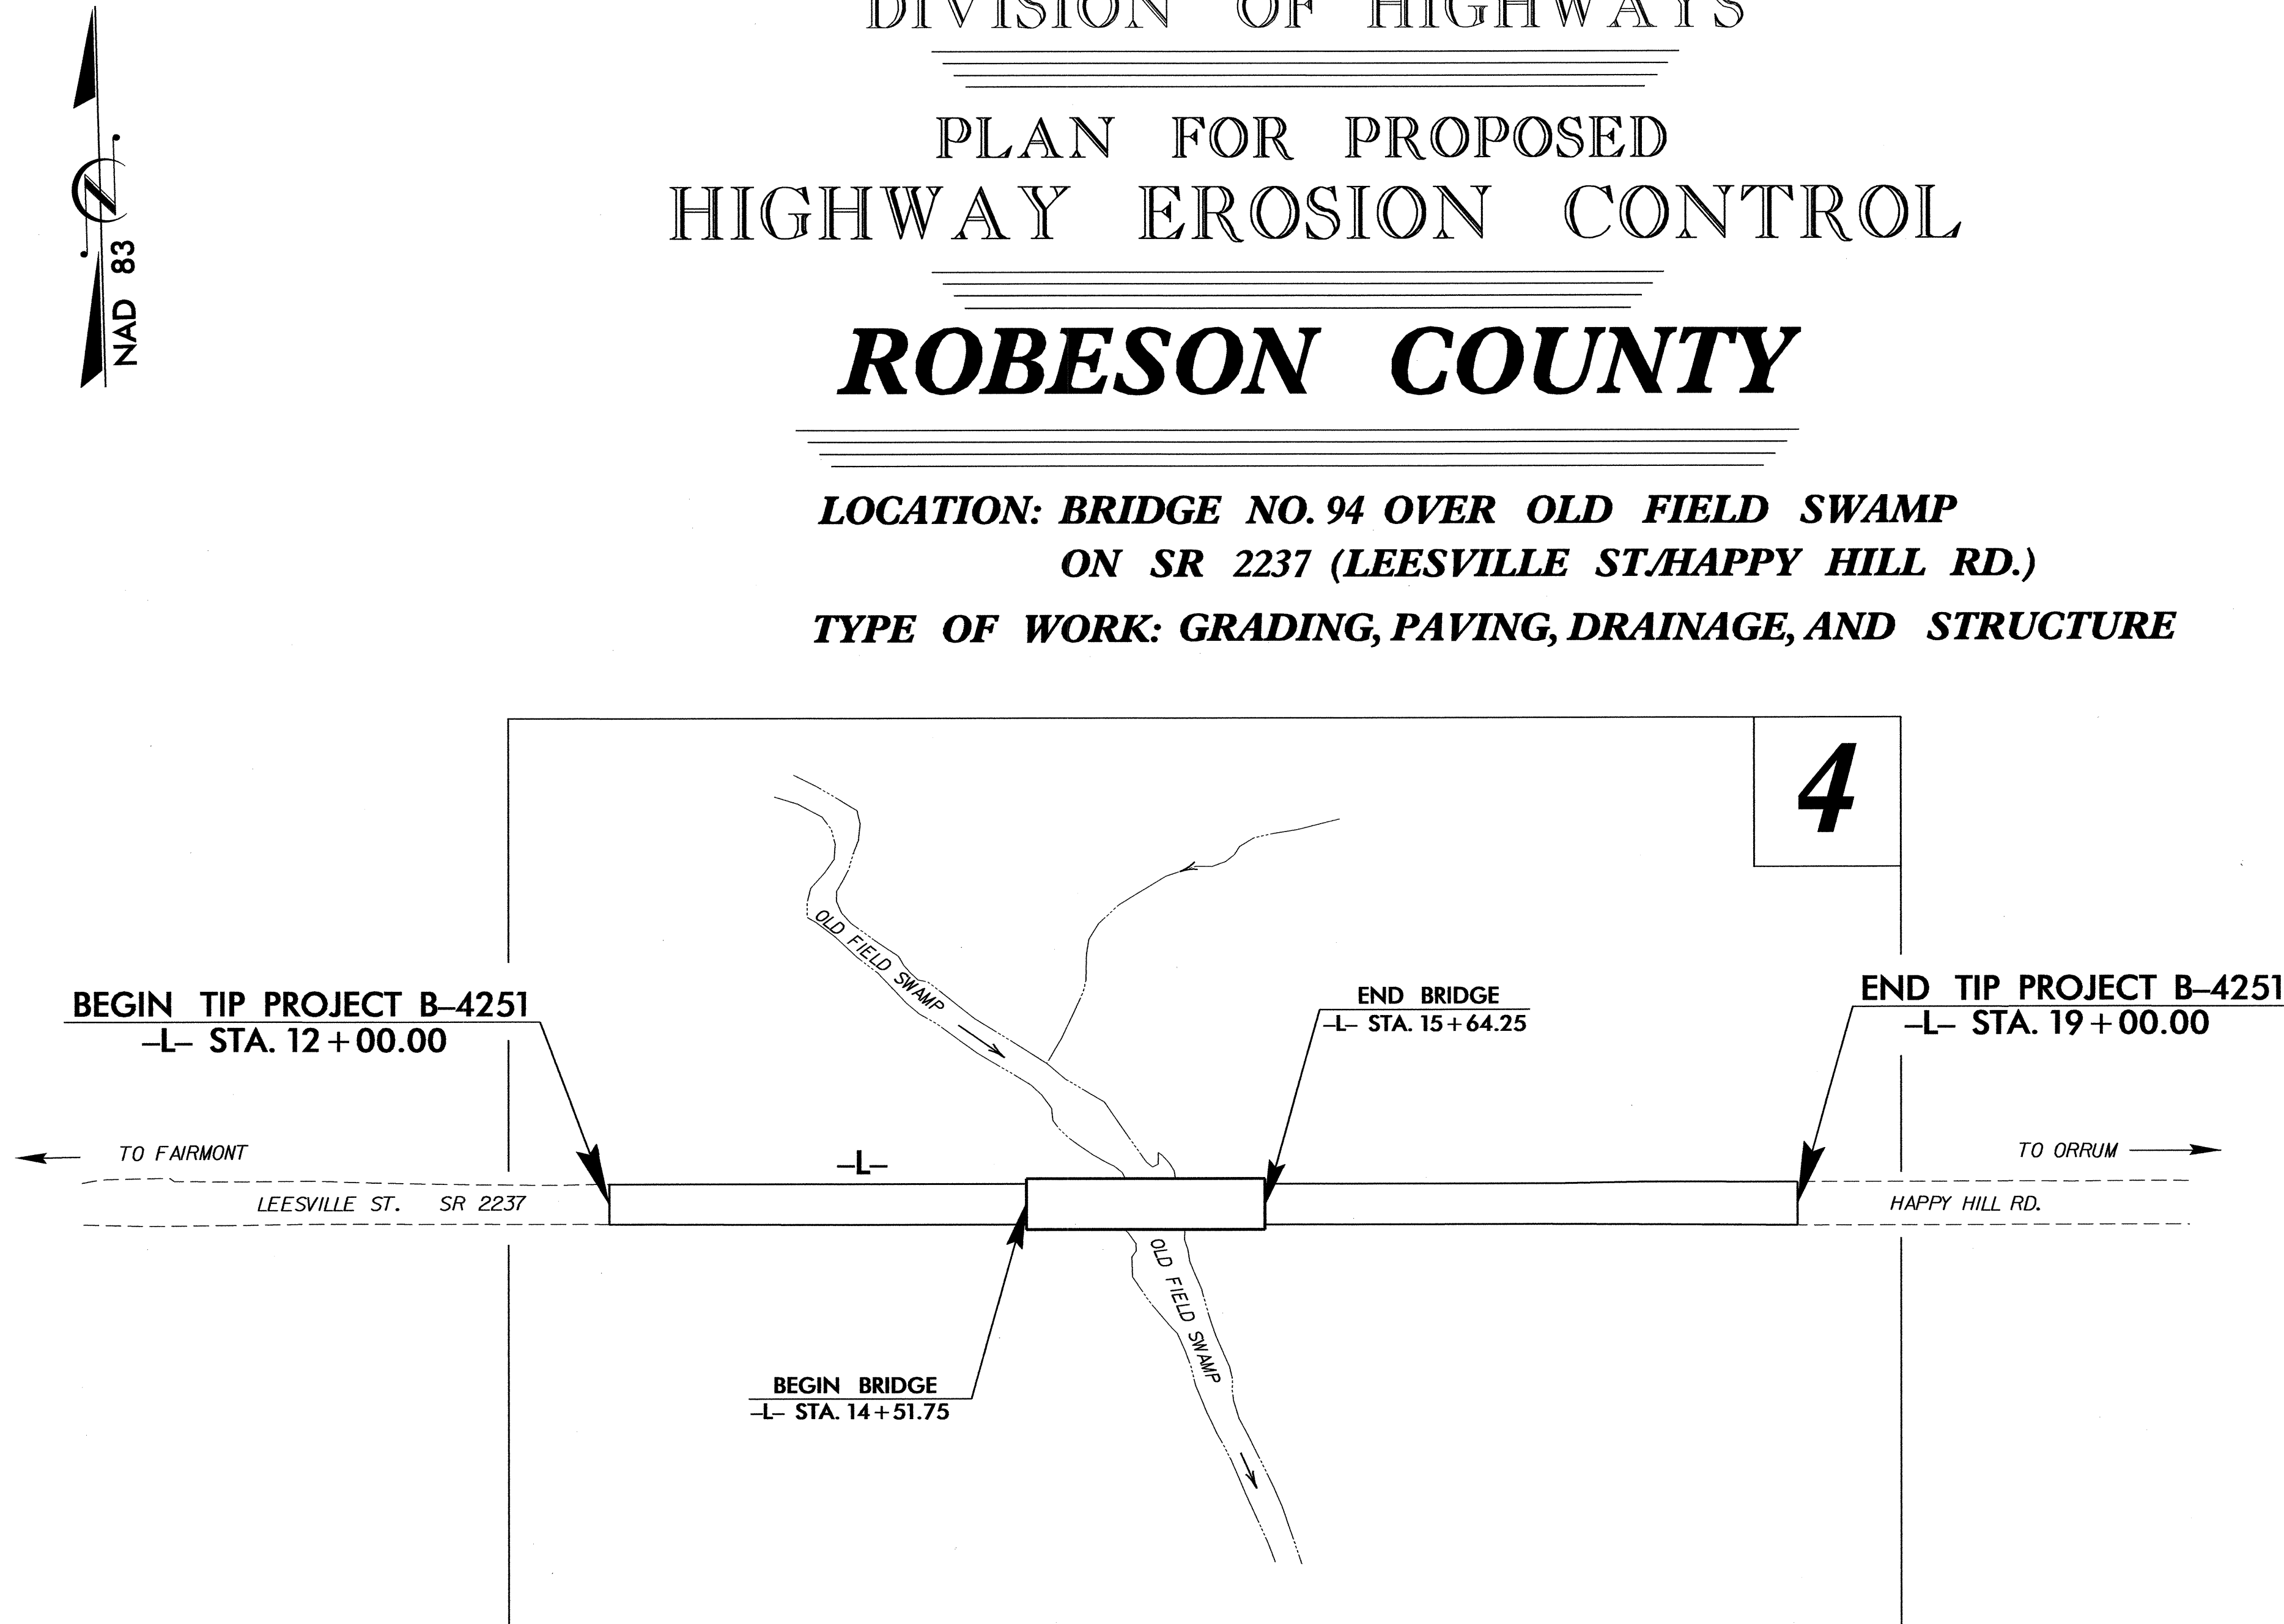 DIVISION OF HIGHWAYS
PLAN FOR PROPOSED
HIGHWAY EROSION CONTROL
N
NAD 83
ROBESON COUNTY
LOCATION: BRIDGE NO. 94 OVER OLD FIELD SWAMP
ON SR 2237 (LEESVILLE ST./HAPPY HILL RD.)
TYPE OF WORK: GRADING, PAVING, DRAINAGE, AND STRUCTURE
4
OLD FIELD SWAMP
BEGIN TIP PROJECT B-4251
-L- STA. 12+00.00
END BRIDGE
-L- STA. 15+64.25
END TIP PROJECT B-4251
-L- STA. 19+00.00
TO FAIRMONT
-L-
TO ORRUM
LEESVILLE ST. SR 2237
HAPPY HILL RD.
OLD FIELD SWAMP
BEGIN BRIDGE
-L- STA. 14+51.75